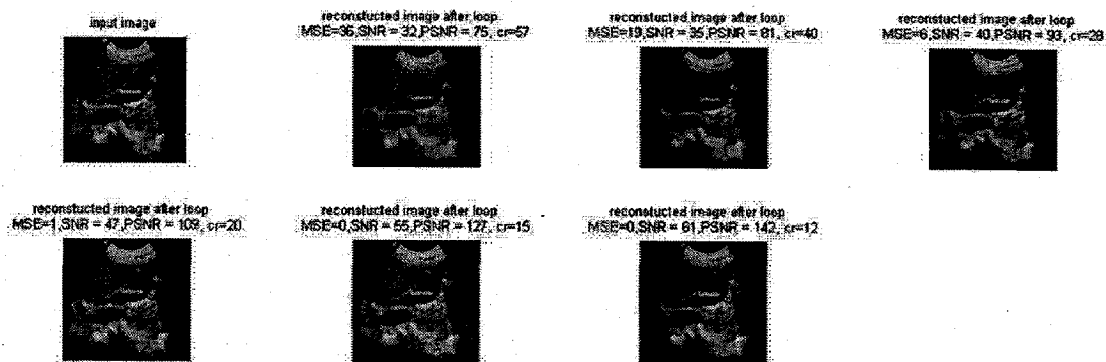 input image
reconstucted image after loop
MSE=36,SNR = 32,PSNR = 75, cr=57
reconstucted image after loop
MSE=19,SNR = 35,PSNR = 81, cr=40
reconstucted image after loop
MSE=6,SNR = 40,PSNR = 93, cr=28
reconstucted image after loop
MSE=1,SNR = 47,PSNR = 109, cr=20
reconstucted image after loop
MSE=0,SNR = 55,PSNR = 127, cr=15
reconstucted image after loop
MSE=0,SNR = 61,PSNR = 142, cr=12